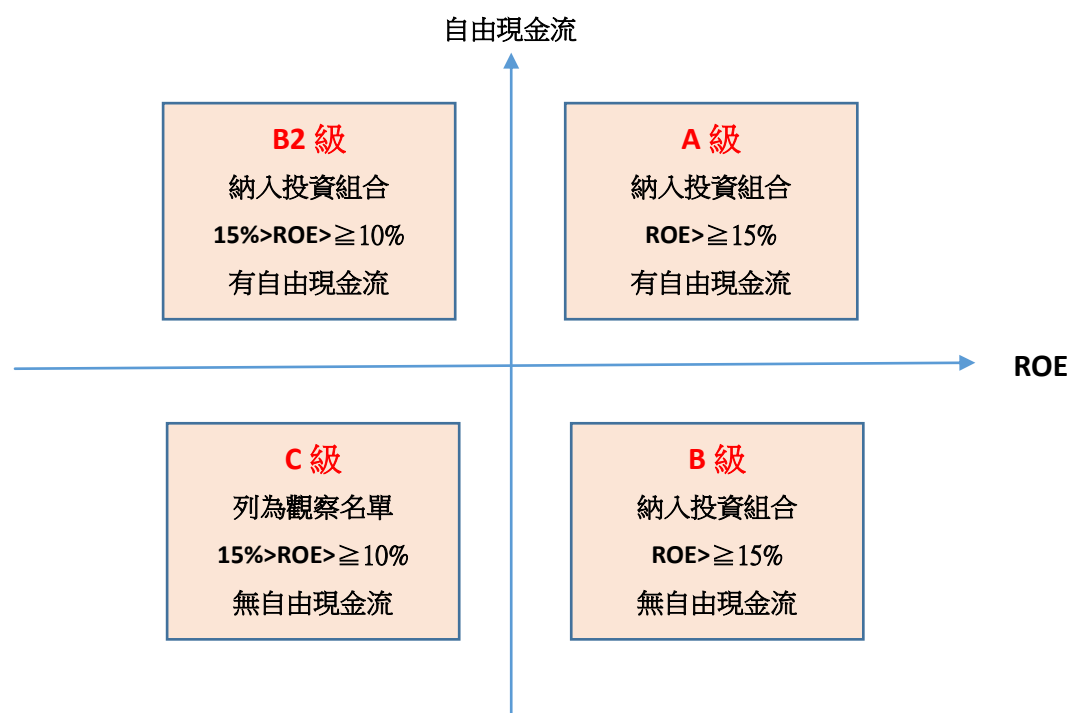 自由現金流
B2 級
納入投資組合
15%>ROE>≧10%
有自由現金流
A 級
納入投資組合
ROE>≧15%
有自由現金流
ROE
C 級
列為觀察名單
15%>ROE>≧10%
無自由現金流
B 級
納入投資組合
ROE>≧15%
無自由現金流